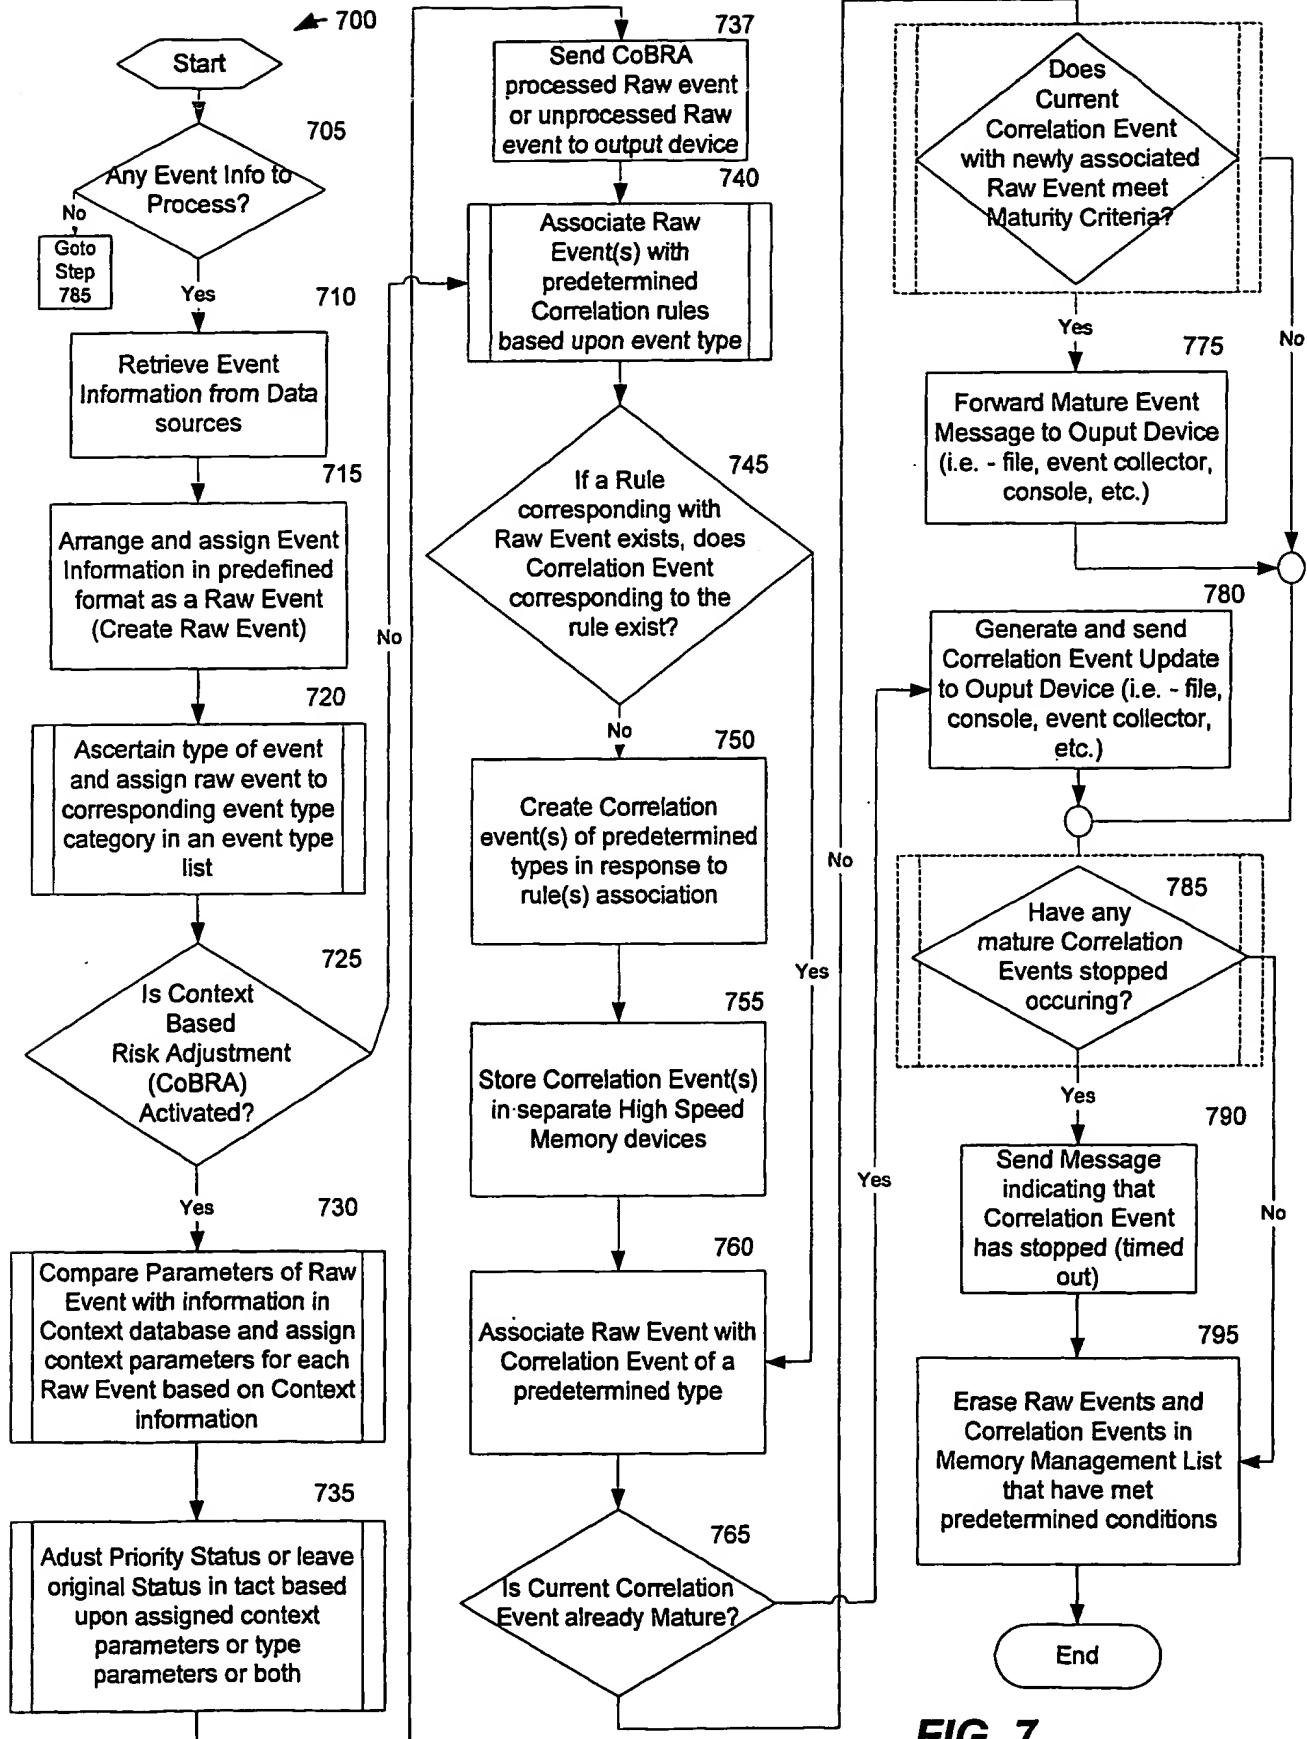 700
Start
705
Any Event Info to
Process?
No
Goto
Step
785
Yes
710
Retrieve Event
Information from Data
sources
715
Arrange and assign Event
Information in predefined
format as a Raw Event
(Create Raw Event)
720
Ascertain type of event
and assign raw event to
corresponding event type
category in an event type
list
725
Is Context
Based
Risk Adjustment
(CoBRA)
Activated?
No
Yes
730
Compare Parameters of Raw
Event with information in
Context database and assign
context parameters for each
Raw Event based on Context
information
735
Adust Priority Status or leave
original Status in tact based
upon assigned context
parameters or type
parameters or both
737
Send CoBRA
processed Raw event
or unprocessed Raw
event to output device
740
Associate Raw
Event(s) with
predetermined
Correlation rules
based upon event type
745
If a Rule
corresponding with
Raw Event exists, does
Correlation Event
corresponding to the
rule exist?
No
Yes
750
Create Correlation
event(s) of predetermined
types in response to
rule(s) association
755
Store Correlation Event(s)
in separate High Speed
Memory devices
760
Associate Raw Event with
Correlation Event of a
predetermined type
765
Is Current Correlation
Event already Mature?
No
Yes
Does
Current
Correlation Event
with newly associated
Raw Event meet
Maturity Criteria?
Yes
No
775
Forward Mature Event
Message to Ouput Device
(i.e. - file, event collector,
console, etc.)
780
Generate and send
Correlation Event Update
to Ouput Device (i.e. - file,
console, event collector,
etc.)
785
Have any
mature Correlation
Events stopped
occuring?
Yes
No
790
Send Message
indicating that
Correlation Event
has stopped (timed
out)
795
Erase Raw Events and
Correlation Events in
Memory Management List
that have met
predetermined conditions
End
FIG. 7